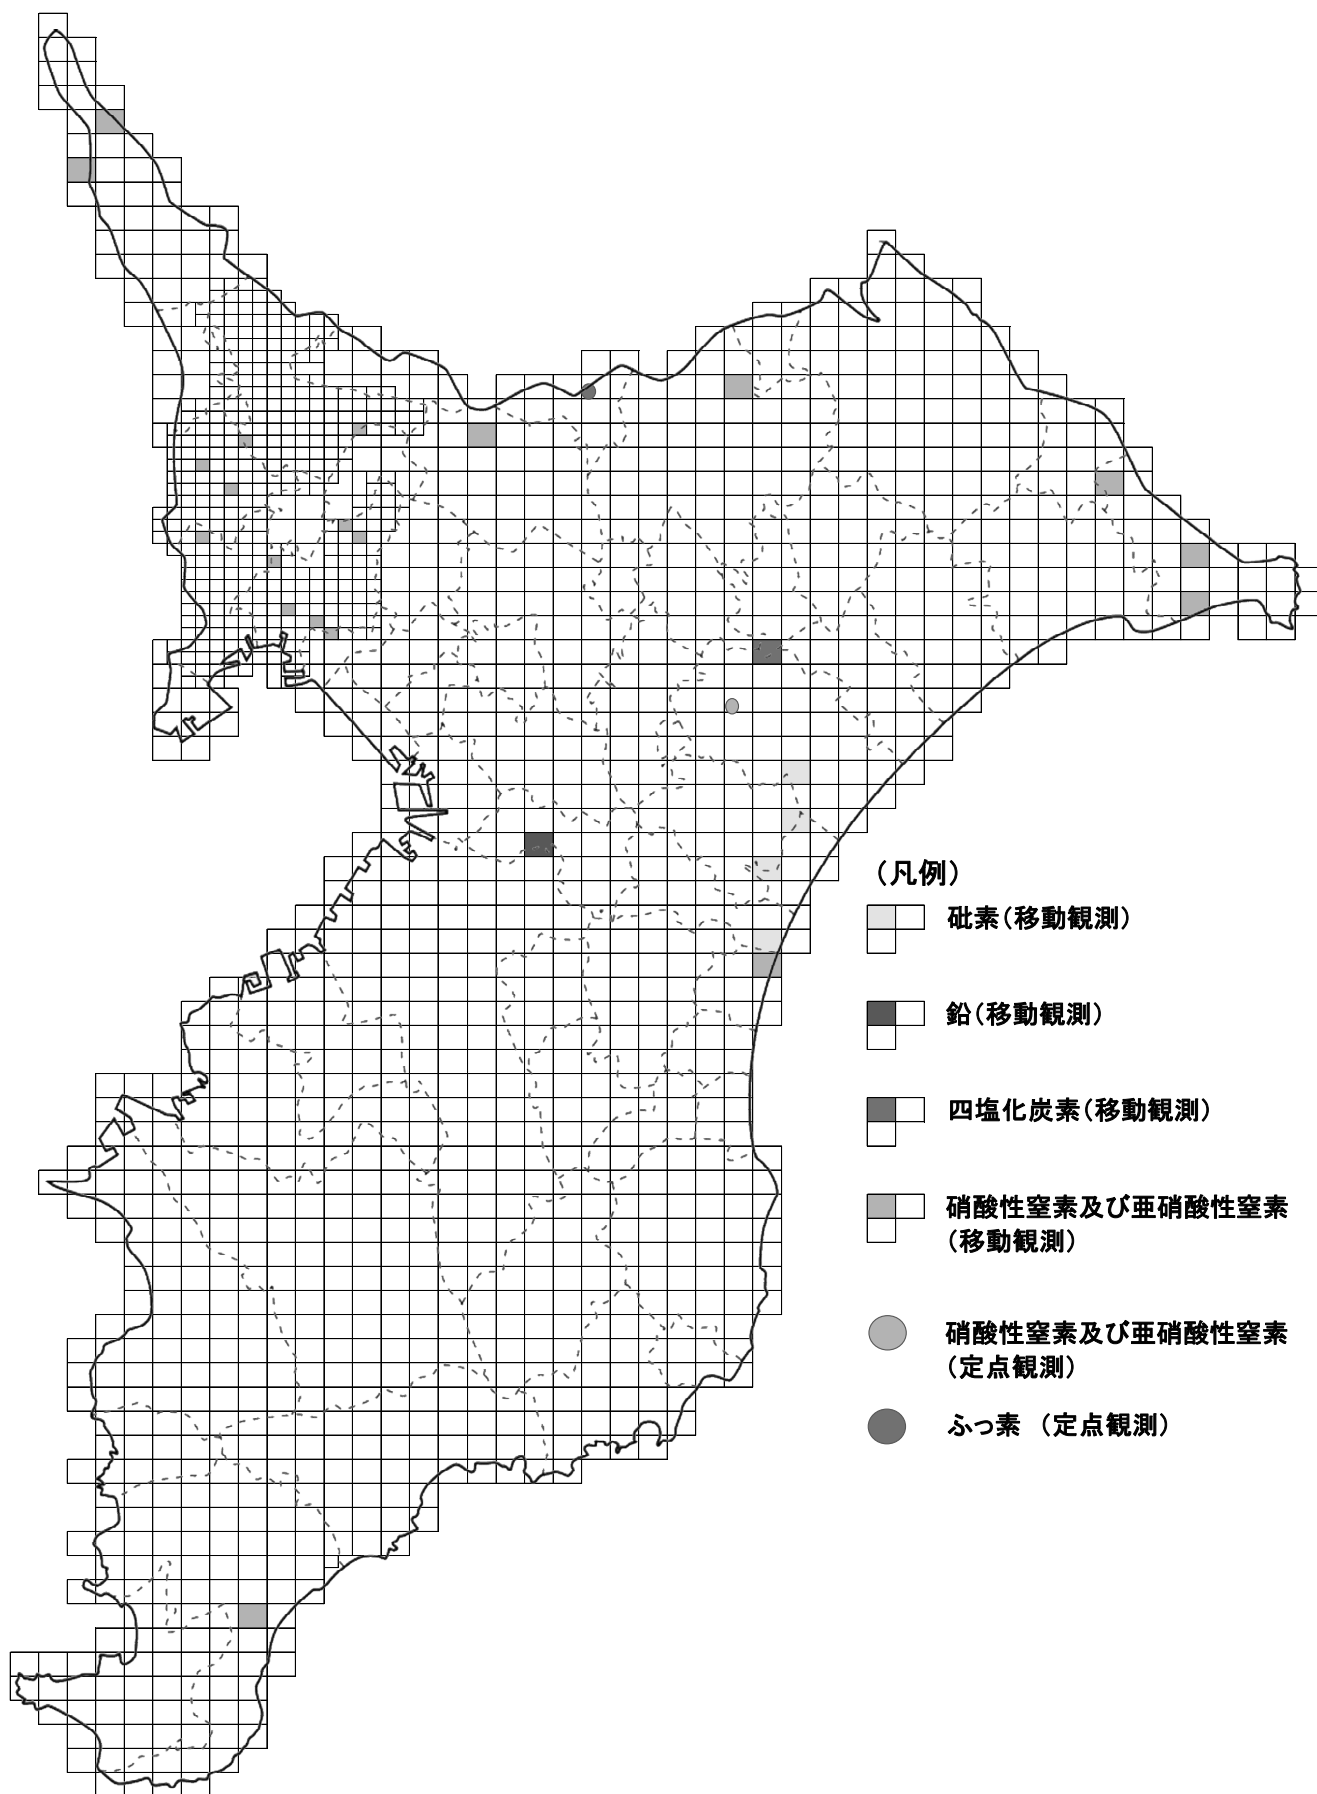 （凡例）
砒素（移動観測）
鉛（移動観測）
四塩化炭素（移動観測）
硝酸性窒素及び亜硝酸性窒素
（移動観測）
硝酸性窒素及び亜硝酸性窒素
（定点観測）
ふっ素　（定点観測）